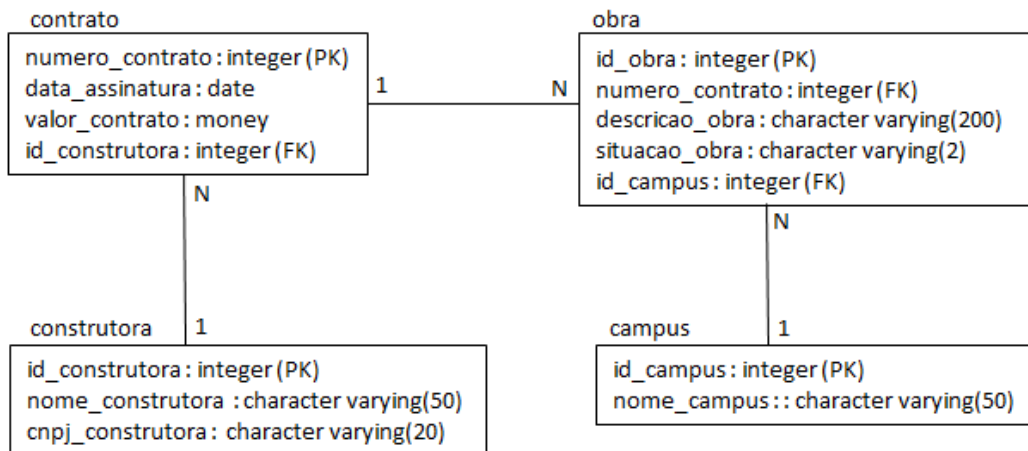 contrato
numero_contrato: integer (PK)
data_assinatura: date
valor_contrato: money
id_construtora: integer (FK)
1
N
obra
id_obra: integer (PK)
numero_contrato: integer (FK)
descricao_obra: character varying(200)
situacao_obra: character varying(2)
id_campus: integer (FK)
N
1
construtora
id_construtora: integer (PK)
nome_construtora : character varying(50)
cnpj_construtora: character varying(20)
N
1
campus
id_campus: integer (PK)
nome_campus:: character varying(50)